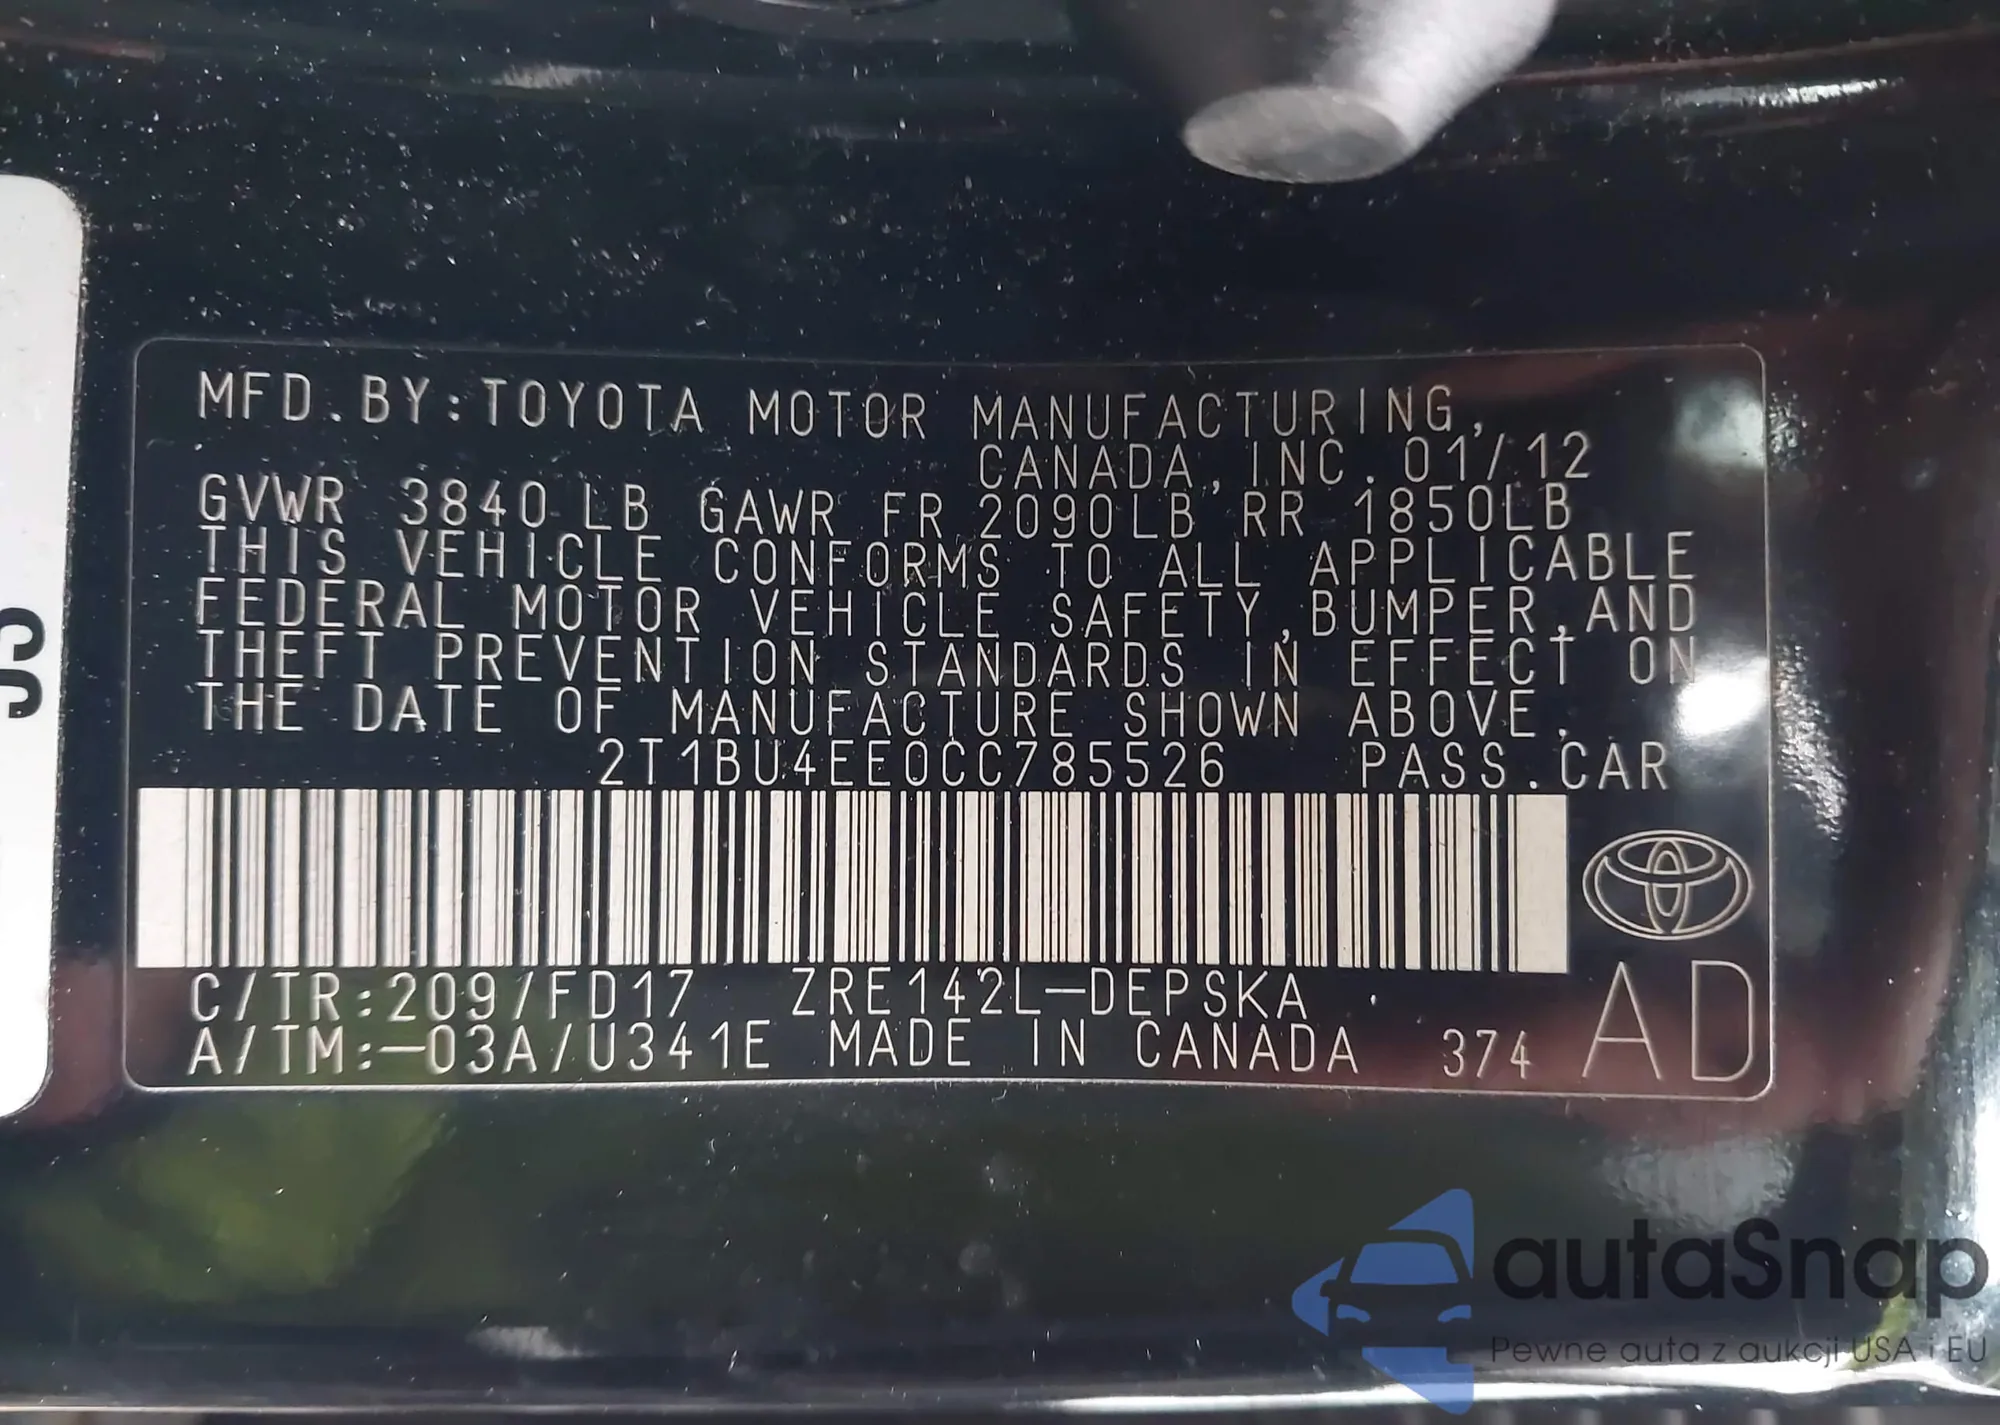 MFD.BY:TOYOTA MOTOR MANUFACTURING,
CANADA,INC.01/12
GVWR 3840 LB GAWR FR 2090LB RR 1850LB
THIS VEHICLE CONFORMS TO ALL APPLICABLE
FEDERAL MOTOR VEHICLE SAFETY,BUMPER,AND
THEFT PREVENTION STANDARDS IN EFFECT ON
THE DATE OF MANUFACTURE SHOWN ABOVE.
2T1BU4EE0CC785526 PASS.CAR
C/TR:209/FD17 ZRE142L-DEPSKA
A/TM:-03A/U341E MADE IN CANADA 374 AD
autaSnap
Pewne auta z aukcji USA i EU